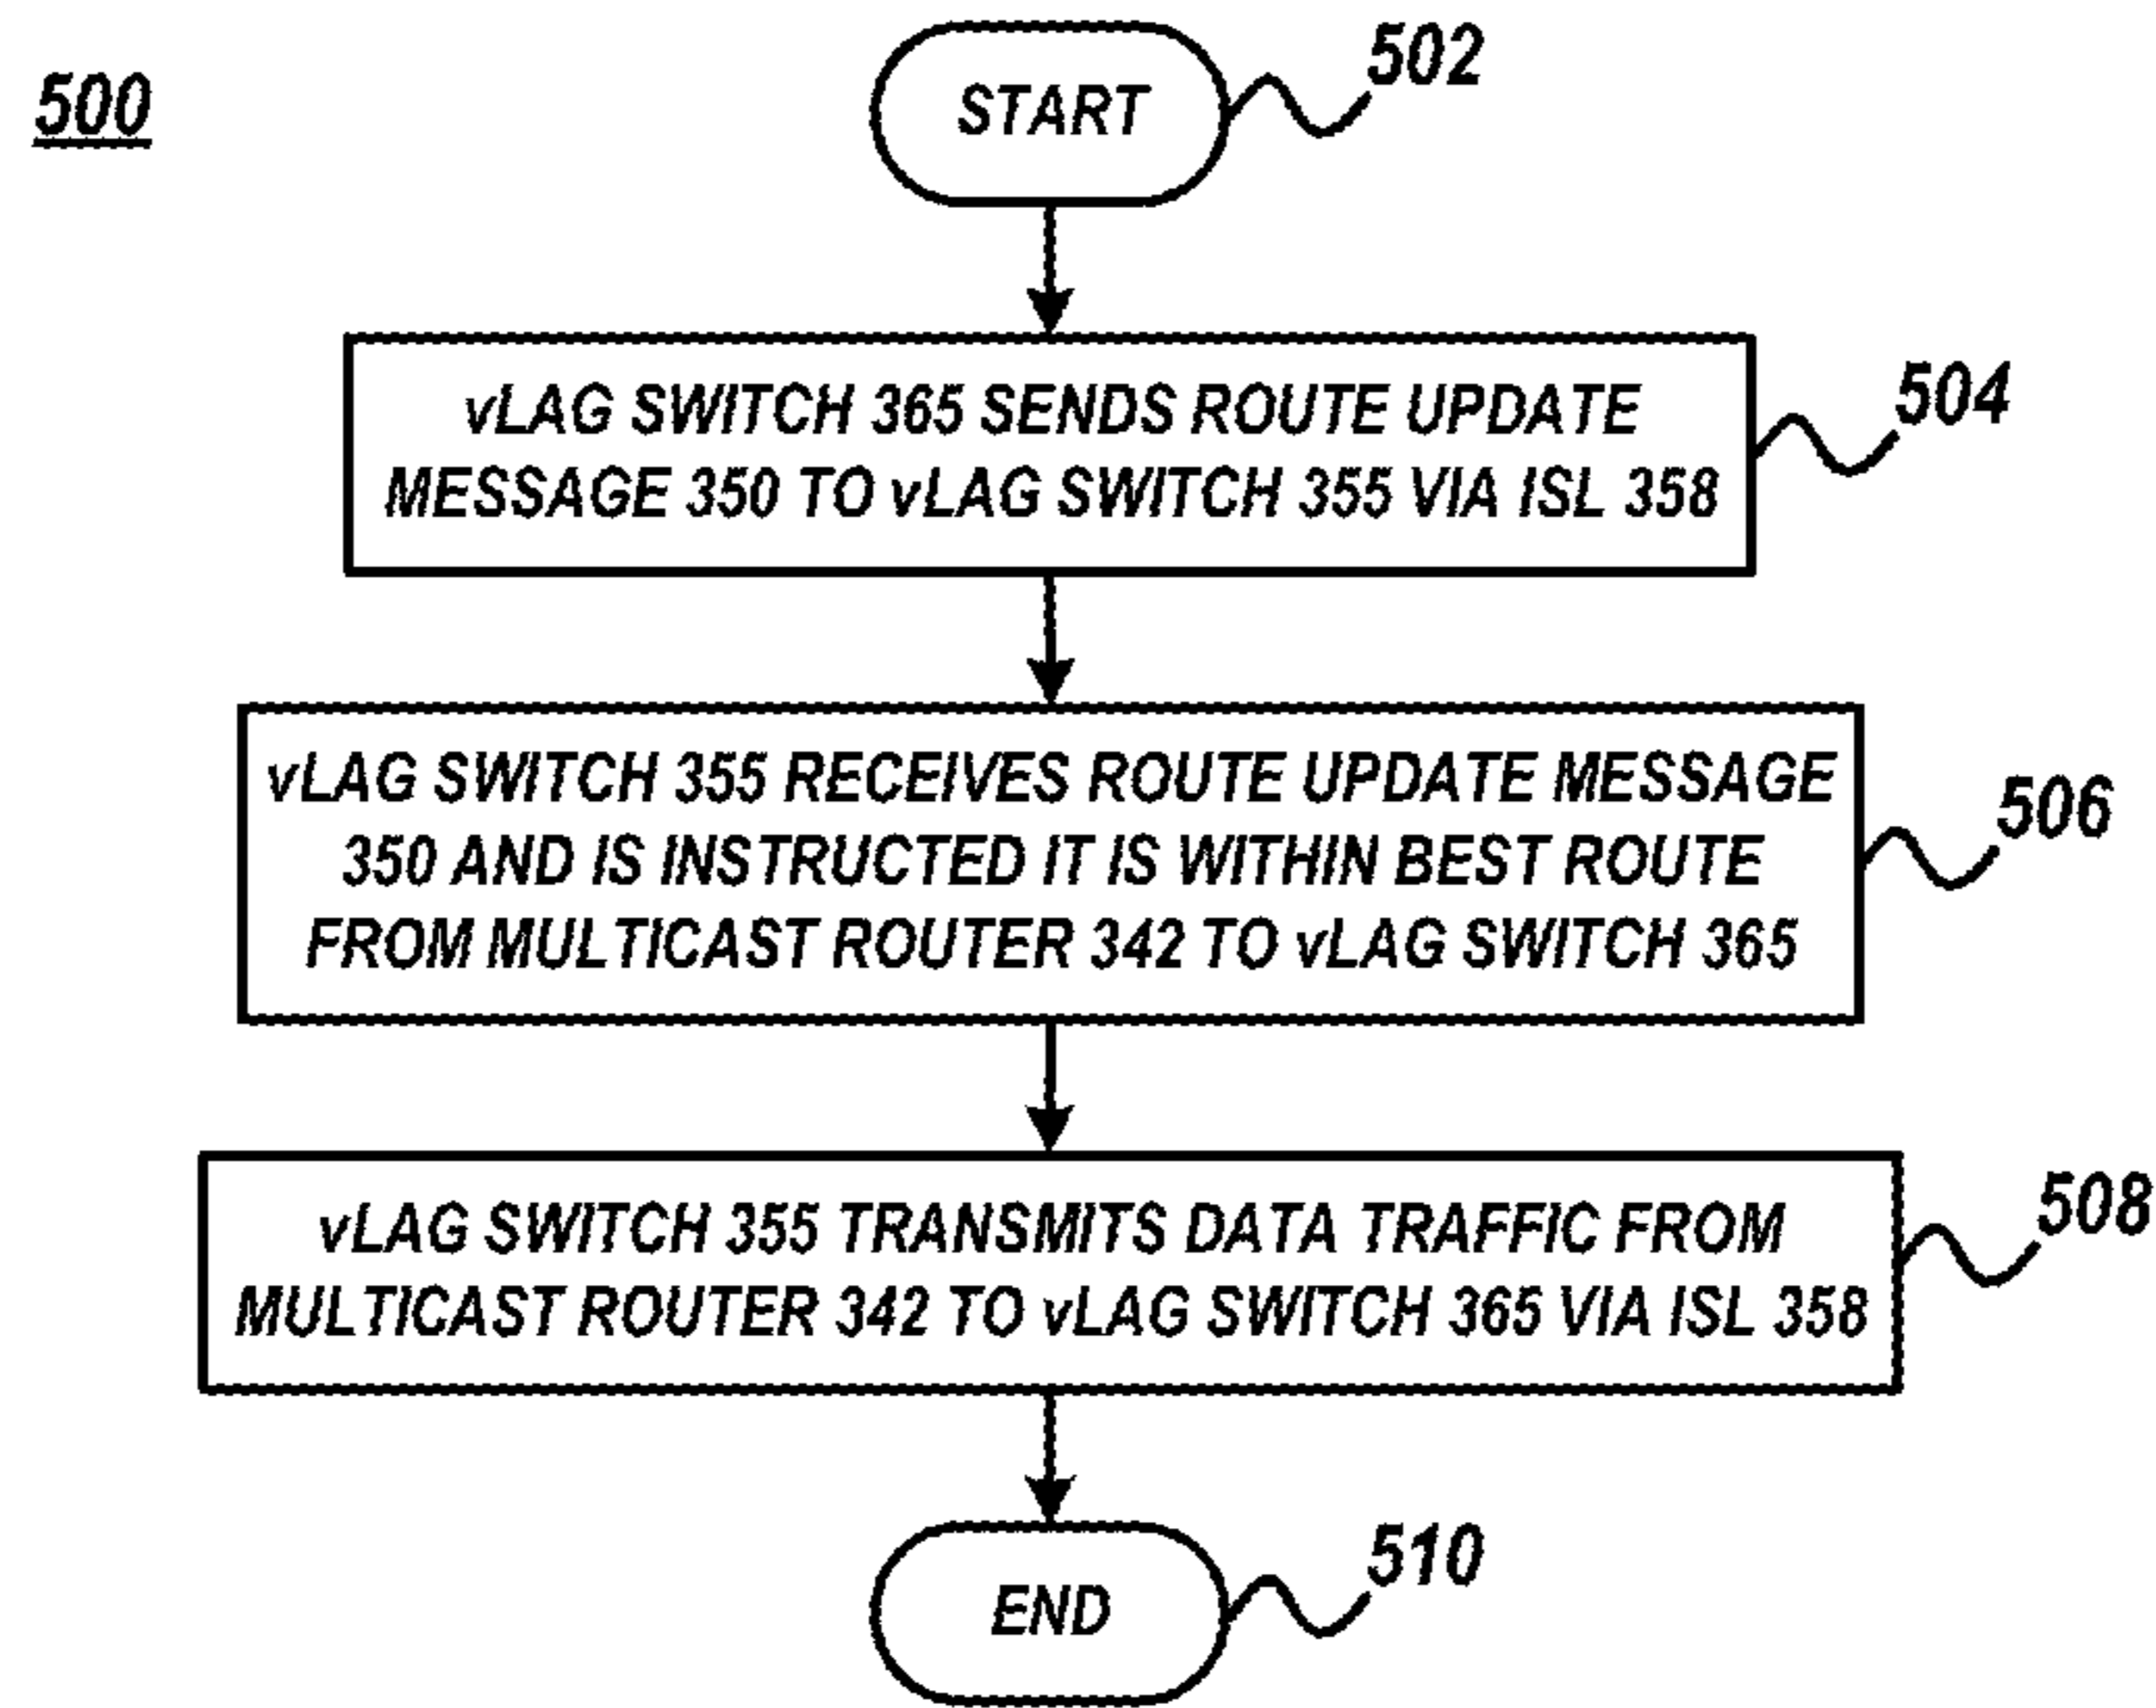 500
START
502
vLAG SWITCH 365 SENDS ROUTE UPDATE
MESSAGE 350 TO vLAG SWITCH 355 VIA ISL 358
504
vLAG SWITCH 355 RECEIVES ROUTE UPDATE MESSAGE
350 AND IS INSTRUCTED IT IS WITHIN BEST ROUTE
FROM MULTICAST ROUTER 342 TO vLAG SWITCH 365
506
vLAG SWITCH 355 TRANSMITS DATA TRAFFIC FROM
MULTICAST ROUTER 342 TO vLAG SWITCH 365 VIA ISL 358
508
END
510